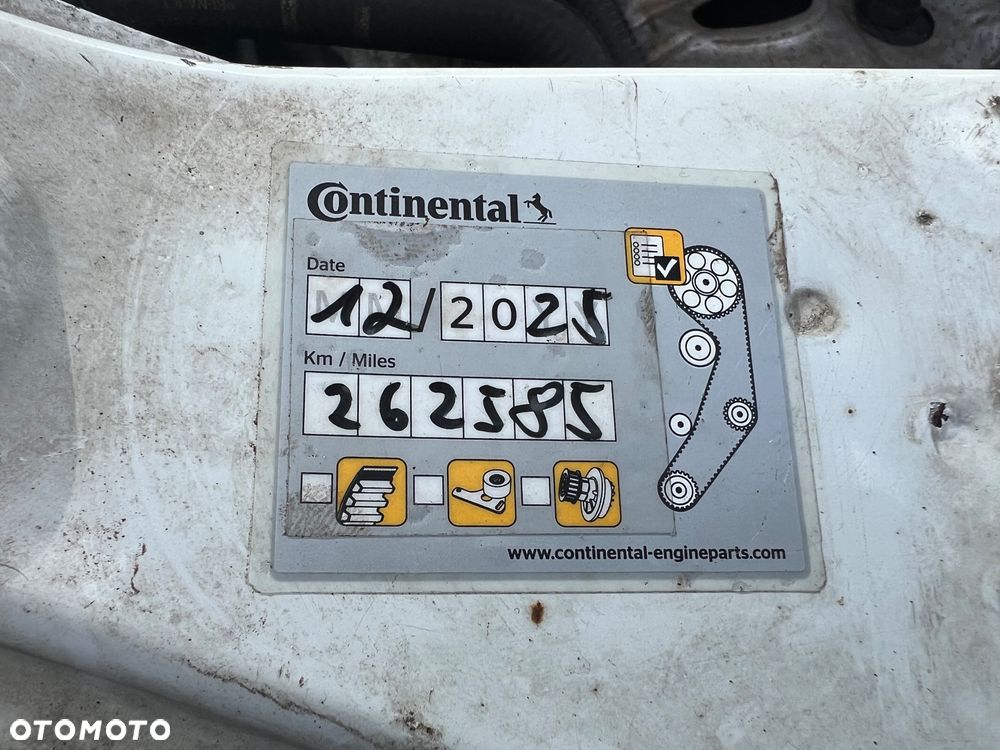 Continental
Date
12/2025
Km / Miles
262585
www.continental-engineparts.com
OTOMOTO